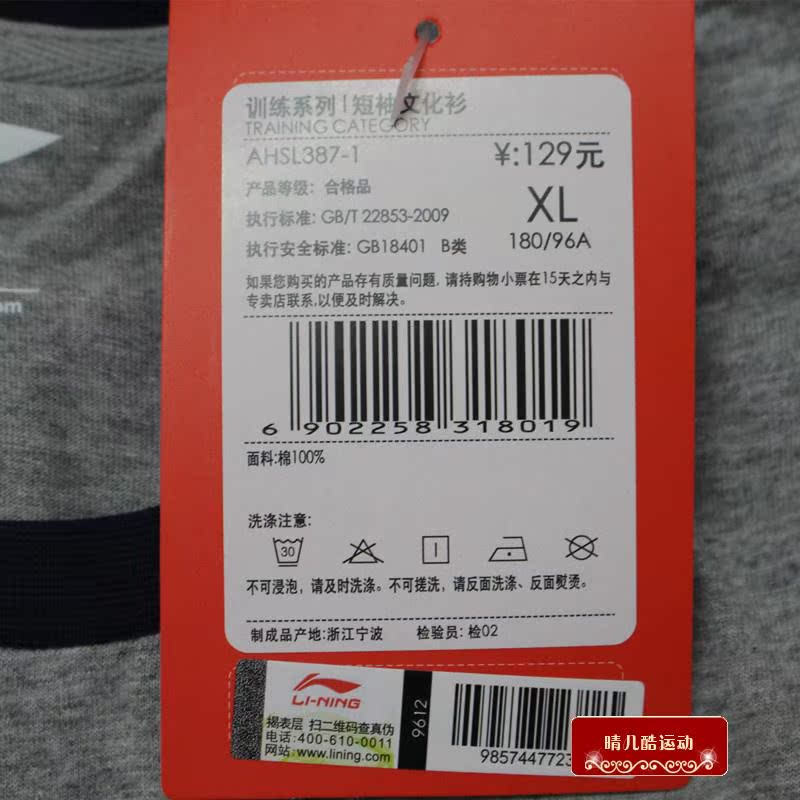 训练系列 | 短袖文化衫
TRAINING CATEGORY
AHSL387-1 ¥:129元
产品等级: 合格品
执行标准: GB/T 22853-2009 XL
执行安全标准: GB18401 B类 180/96A
如果您购买的产品存有质量问题, 请持购物小票在15天之内与
专卖店联系,以便及时解决。
6 902258 318019
面料:棉100%
洗涤注意:
30
不可浸泡, 请及时洗涤。不可搓洗, 请反面洗涤、反面熨烫。
制成品产地:浙江宁波 检验员: 检02
LI-NING
揭表层 扫二维码查真伪
电话:400-610-0011
网站:www.lining.com
9612
985744772
晴儿酷运动
om